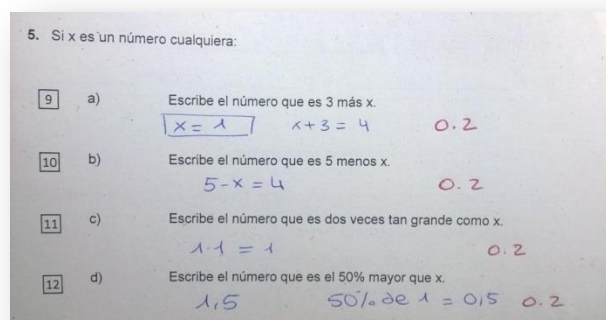 5. Si x es un número cualquiera:
9 a) Escribe el número que es 3 más x.
x = 1 x+3 = 4 0.2
10 b) Escribe el número que es 5 menos x.
5-x = 4 0.2
11 c) Escribe el número que es dos veces tan grande como x.
1·1 = 1 0.2
12 d) Escribe el número que es el 50% mayor que x.
1,5 50% de 1 = 0,5 0.2